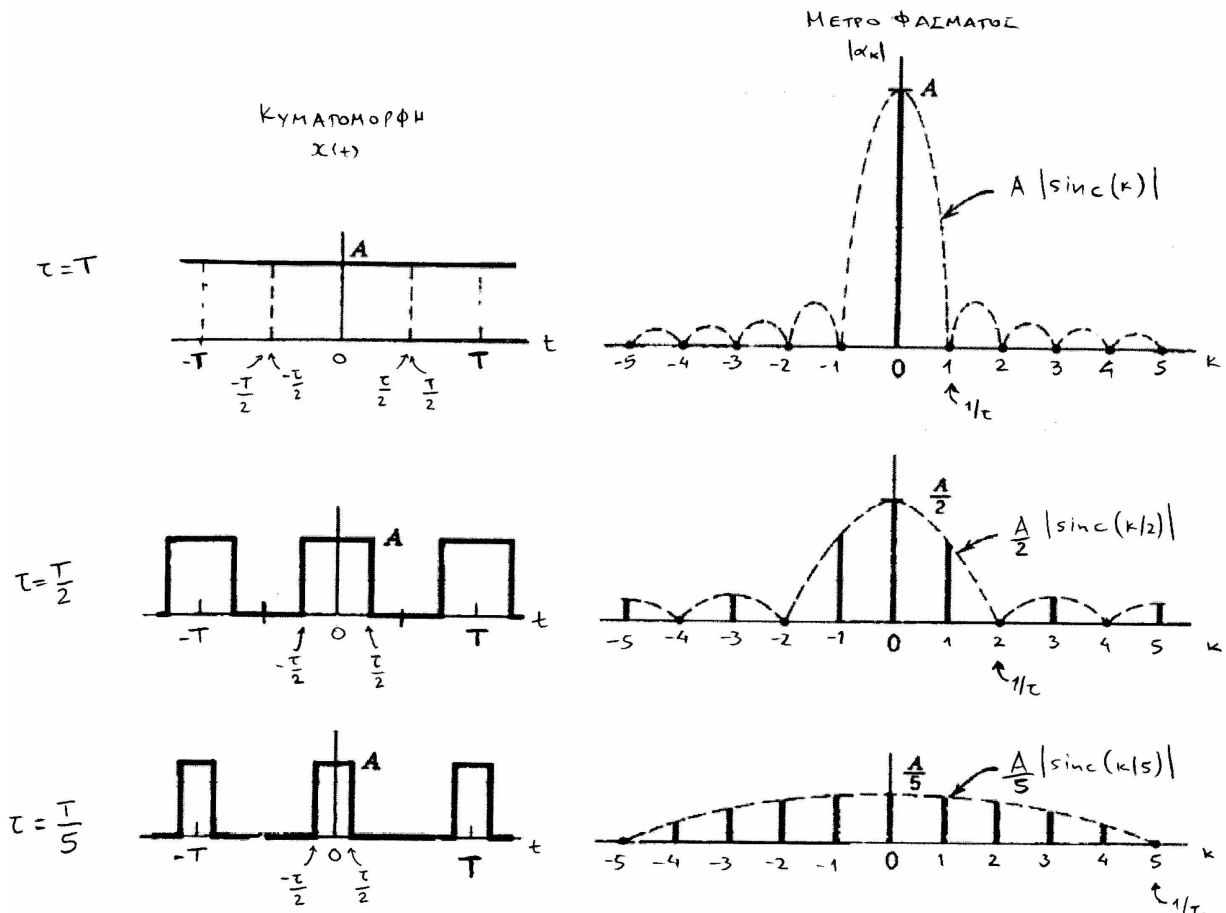 ΜΕΤΡΟ ΦΑΣΜΑΤΟΣ
|αₖ|
ΚΥΜΑΤΟΜΟΡΦΗ
x(t)
A
A |sinc(κ)|
τ=T
A
-T -T/2 -τ/2 0 τ/2 T/2 T t
-5 -4 -3 -2 -1 0 1 2 3 4 5 κ
1/τ
τ=T/2
A
-T -τ/2 0 τ/2 T t
A/2
A/2 |sinc(κ/2)|
-5 -4 -3 -2 -1 0 1 2 3 4 5 κ
1/τ
τ=T/5
A
-T -τ/2 0 τ/2 T t
A/5
A/5 |sinc(κ/5)|
-5 -4 -3 -2 -1 0 1 2 3 4 5 κ
1/τ